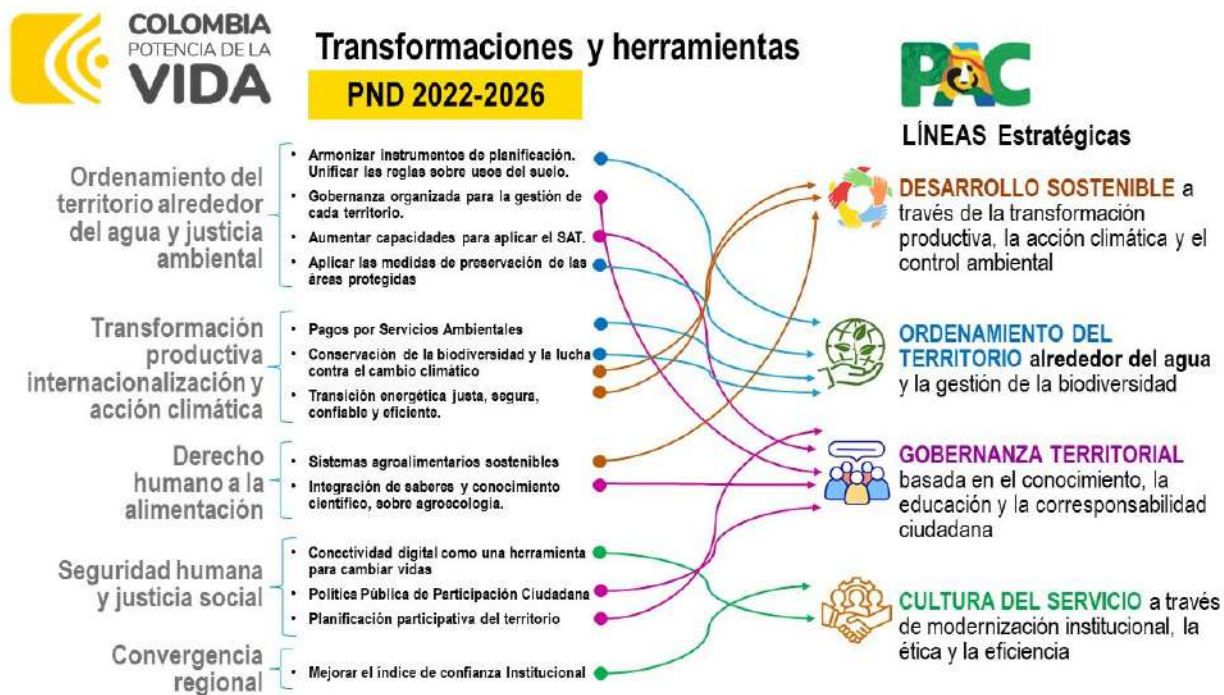 COLOMBIA
POTENCIA DE LA
VIDA
Transformaciones y herramientas
PND 2022-2026
PAC
LÍNEAS Estratégicas
Ordenamiento del
territorio alrededor
del agua y justicia
ambiental
• Armonizar instrumentos de planificación.
Unificar las reglas sobre usos del suelo.
• Gobernanza organizada para la gestión de
cada territorio.
• Aumentar capacidades para aplicar el SAT.
• Aplicar las medidas de preservación de las
áreas protegidas
Transformación
productiva
internacionalización y
acción climática
• Pagos por Servicios Ambientales
• Conservación de la biodiversidad y la lucha
contra el cambio climático
• Transición energética justa, segura,
confiable y eficiente.
Derecho
humano a la
alimentación
• Sistemas agroalimentarios sostenibles
• Integración de saberes y conocimiento
científico, sobre agroecología.
Seguridad humana
y justicia social
• Conectividad digital como una herramienta
para cambiar vidas
• Política Pública de Participación Ciudadana
• Planificación participativa del territorio
Convergencia
regional
• Mejorar el índice de confianza Institucional
DESARROLLO SOSTENIBLE a
través de la transformación
productiva, la acción climática y el
control ambiental
ORDENAMIENTO DEL
TERRITORIO alrededor del agua
y la gestión de la biodiversidad
GOBERNANZA TERRITORIAL
basada en el conocimiento, la
educación y la corresponsabilidad
ciudadana
CULTURA DEL SERVICIO a través
de modernización institucional, la
ética y la eficiencia